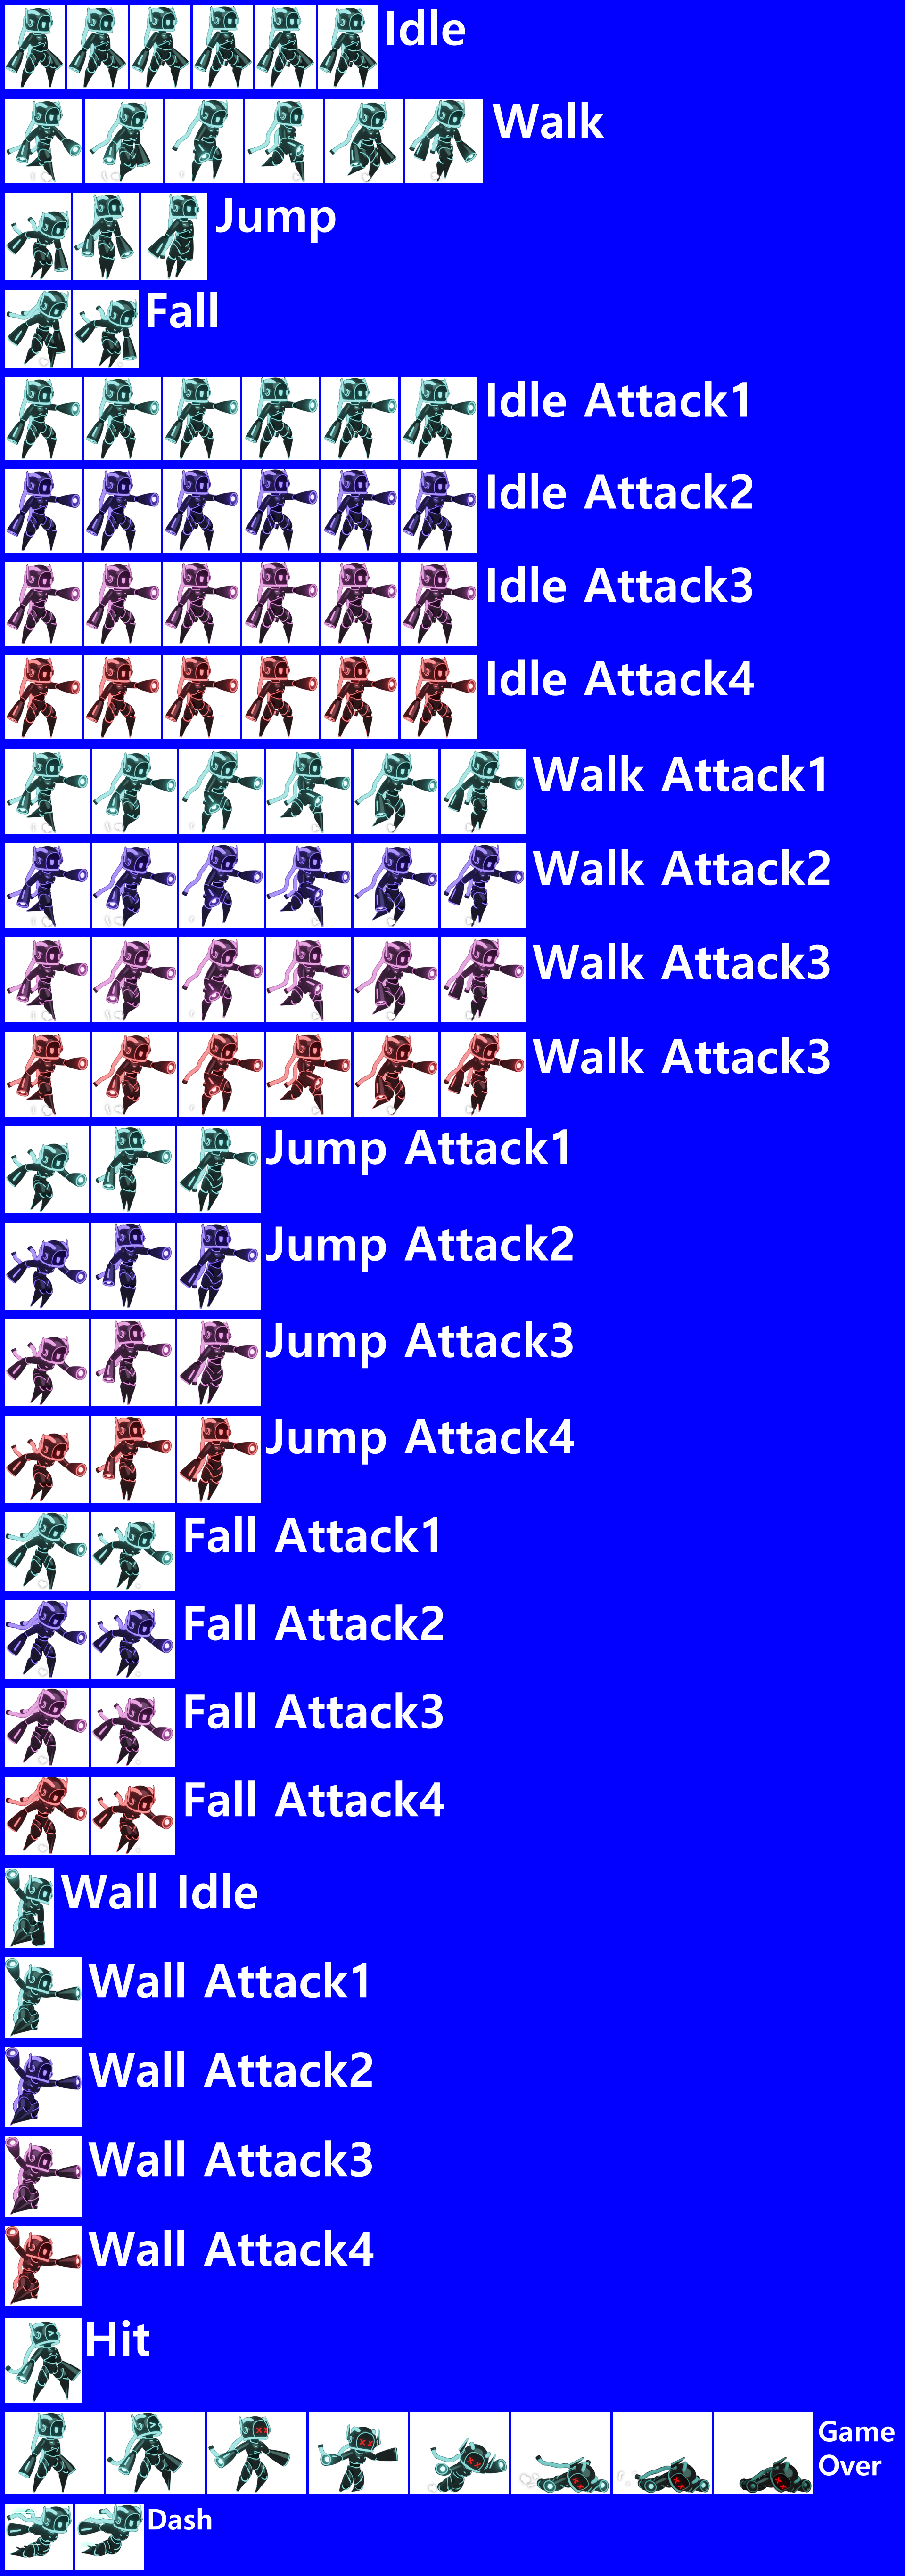 Idle
Walk
Jump
Fall
Idle Attack1
Idle Attack2
Idle Attack3
Idle Attack4
Walk Attack1
Walk Attack2
Walk Attack3
Walk Attack3
Jump Attack1
Jump Attack2
Jump Attack3
Jump Attack4
Fall Attack1
Fall Attack2
Fall Attack3
Fall Attack4
Wall Idle
Wall Attack1
Wall Attack2
Wall Attack3
Wall Attack4
Hit
Game
Over
Dash